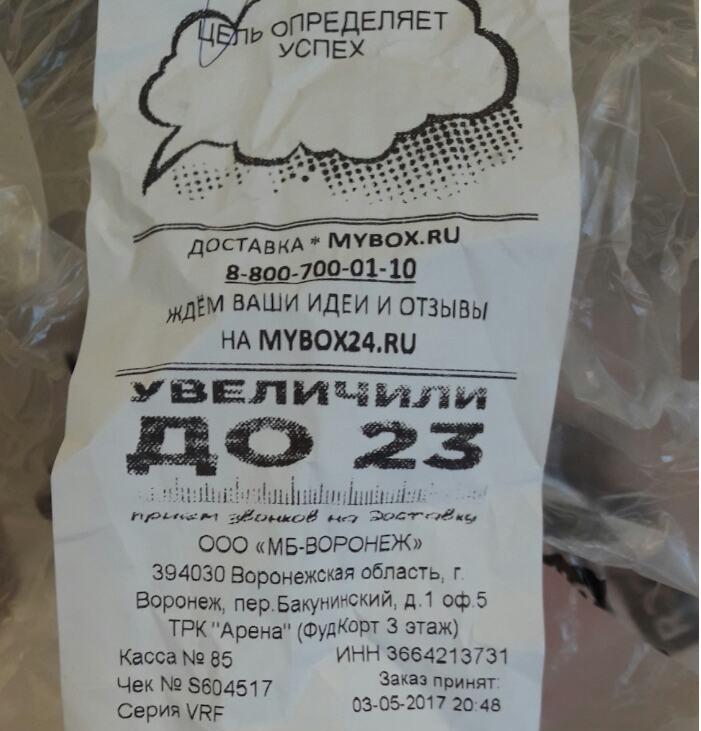 ЦЕЛЬ ОПРЕДЕЛЯЕТ
УСПЕХ
ДОСТАВКА * MYBOX.RU
8-800-700-01-10
ЖДЁМ ВАШИ ИДЕИ И ОТЗЫВЫ
НА MYBOX24.RU
УВЕЛИЧИЛИ
ДО 23
прием звонков на доставку
ООО «МБ-ВОРОНЕЖ»
394030 Воронежская область, г.
Воронеж, пер.Бакунинский, д.1 оф.5
ТРК "Арена" (ФудКорт 3 этаж)
Касса № 85 ИНН 3664213731
Чек № S604517 Заказ принят:
Серия VRF 03-05-2017 20:48